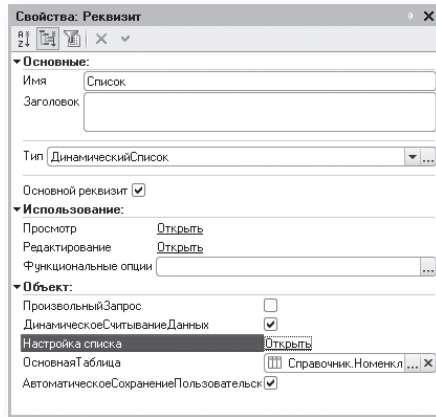 Свойства: Реквизит
Основные:
Имя Список
Заголовок
Тип ДинамическийСписок
Основной реквизит
Использование:
Просмотр Открыть
Редактирование Открыть
Функциональные опции
Объект:
ПроизвольныйЗапрос
ДинамическоеСчитываниеДанных
Настройка списка Открыть
ОсновнаяТаблица Справочник.Номенкл ...
АвтоматическоеСохранениеПользовательск